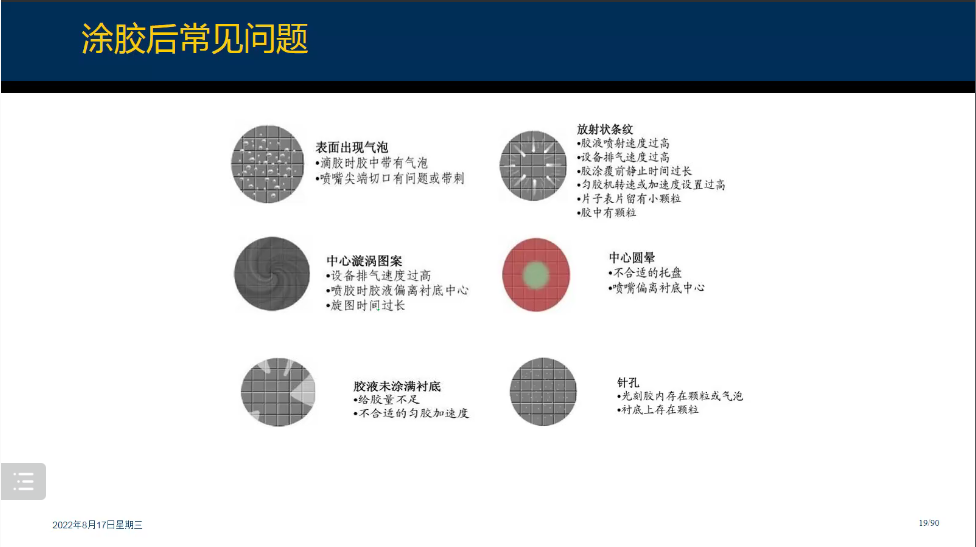 涂胶后常见问题
表面出现气泡
•滴胶时胶中带有气泡
•喷嘴尖端切口有问题或带刺
放射状条纹
•胶液喷射速度过高
•设备排气速度过高
•胶涂覆前静止时间过长
•匀胶机转速或加速度设置过高
•片子表片留有小颗粒
•胶中有颗粒
中心漩涡图案
•设备排气速度过高
•喷胶时胶液偏离衬底中心
•旋图时间过长
中心圆晕
•不合适的托盘
•喷嘴偏离衬底中心
胶液未涂满衬底
•给胶量不足
•不合适的匀胶加速度
针孔
•光刻胶内存在颗粒或气泡
•衬底上存在颗粒
2022年8月17日星期三
19/90